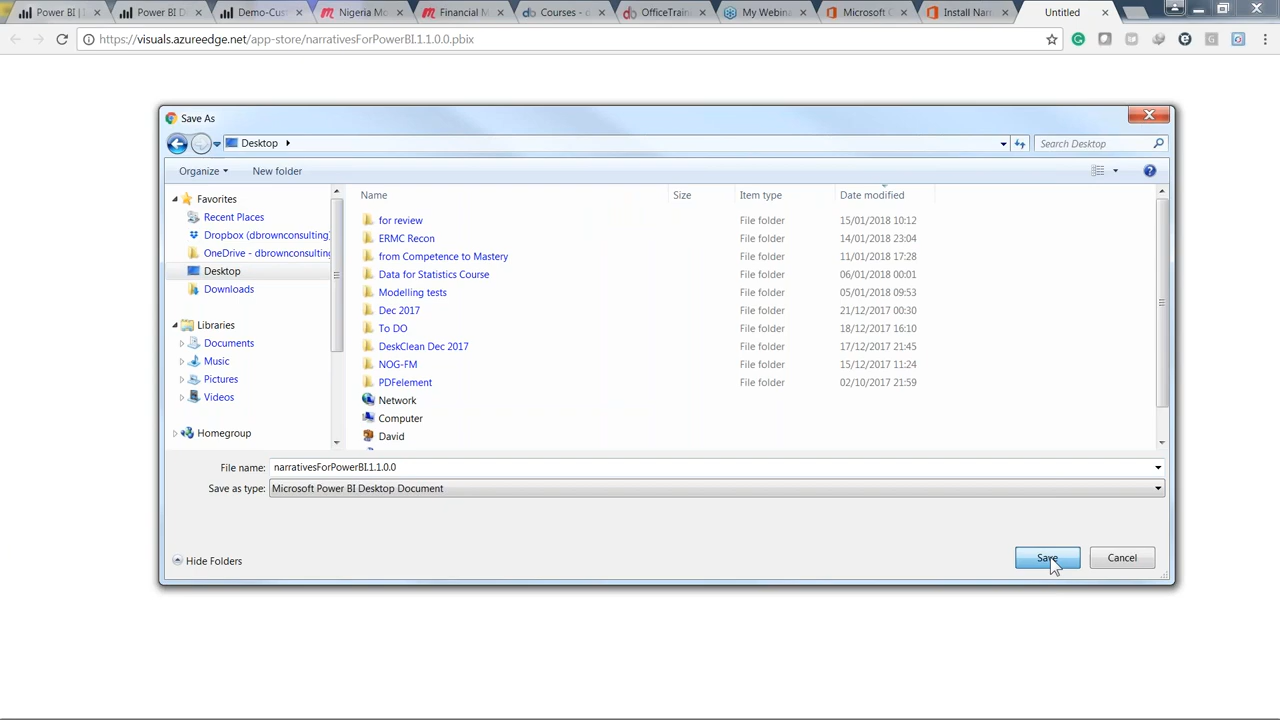 Power BI | 
Power BI D
Demo-Cus
Nigeria Mo
Financial M
Courses - d
OfficeTrain
My Webina
Microsoft C
Install Nar
Untitled
https://visuals.azureedge.net/app-store/narrativesForPowerBI.1.1.0.0.pbix
Save As
Desktop
Search Desktop
Organize
New folder
Name Size Item type Date modified
Favorites
Recent Places
Dropbox (dbrownconsulting)
OneDrive - dbrownconsulting
Desktop
Downloads
Libraries
Documents
Music
Pictures
Videos
Homegroup
for review File folder 15/01/2018 10:12
ERMC Recon File folder 14/01/2018 23:04
from Competence to Mastery File folder 11/01/2018 17:28
Data for Statistics Course File folder 06/01/2018 00:01
Modelling tests File folder 05/01/2018 09:53
Dec 2017 File folder 21/12/2017 00:30
To DO File folder 18/12/2017 16:10
DeskClean Dec 2017 File folder 17/12/2017 21:45
NOG-FM File folder 15/12/2017 11:24
PDFelement File folder 02/10/2017 21:59
Network
Computer
David
File name: narrativesForPowerBI.1.1.0.0
Save as type: Microsoft Power BI Desktop Document
Hide Folders
Save
Cancel